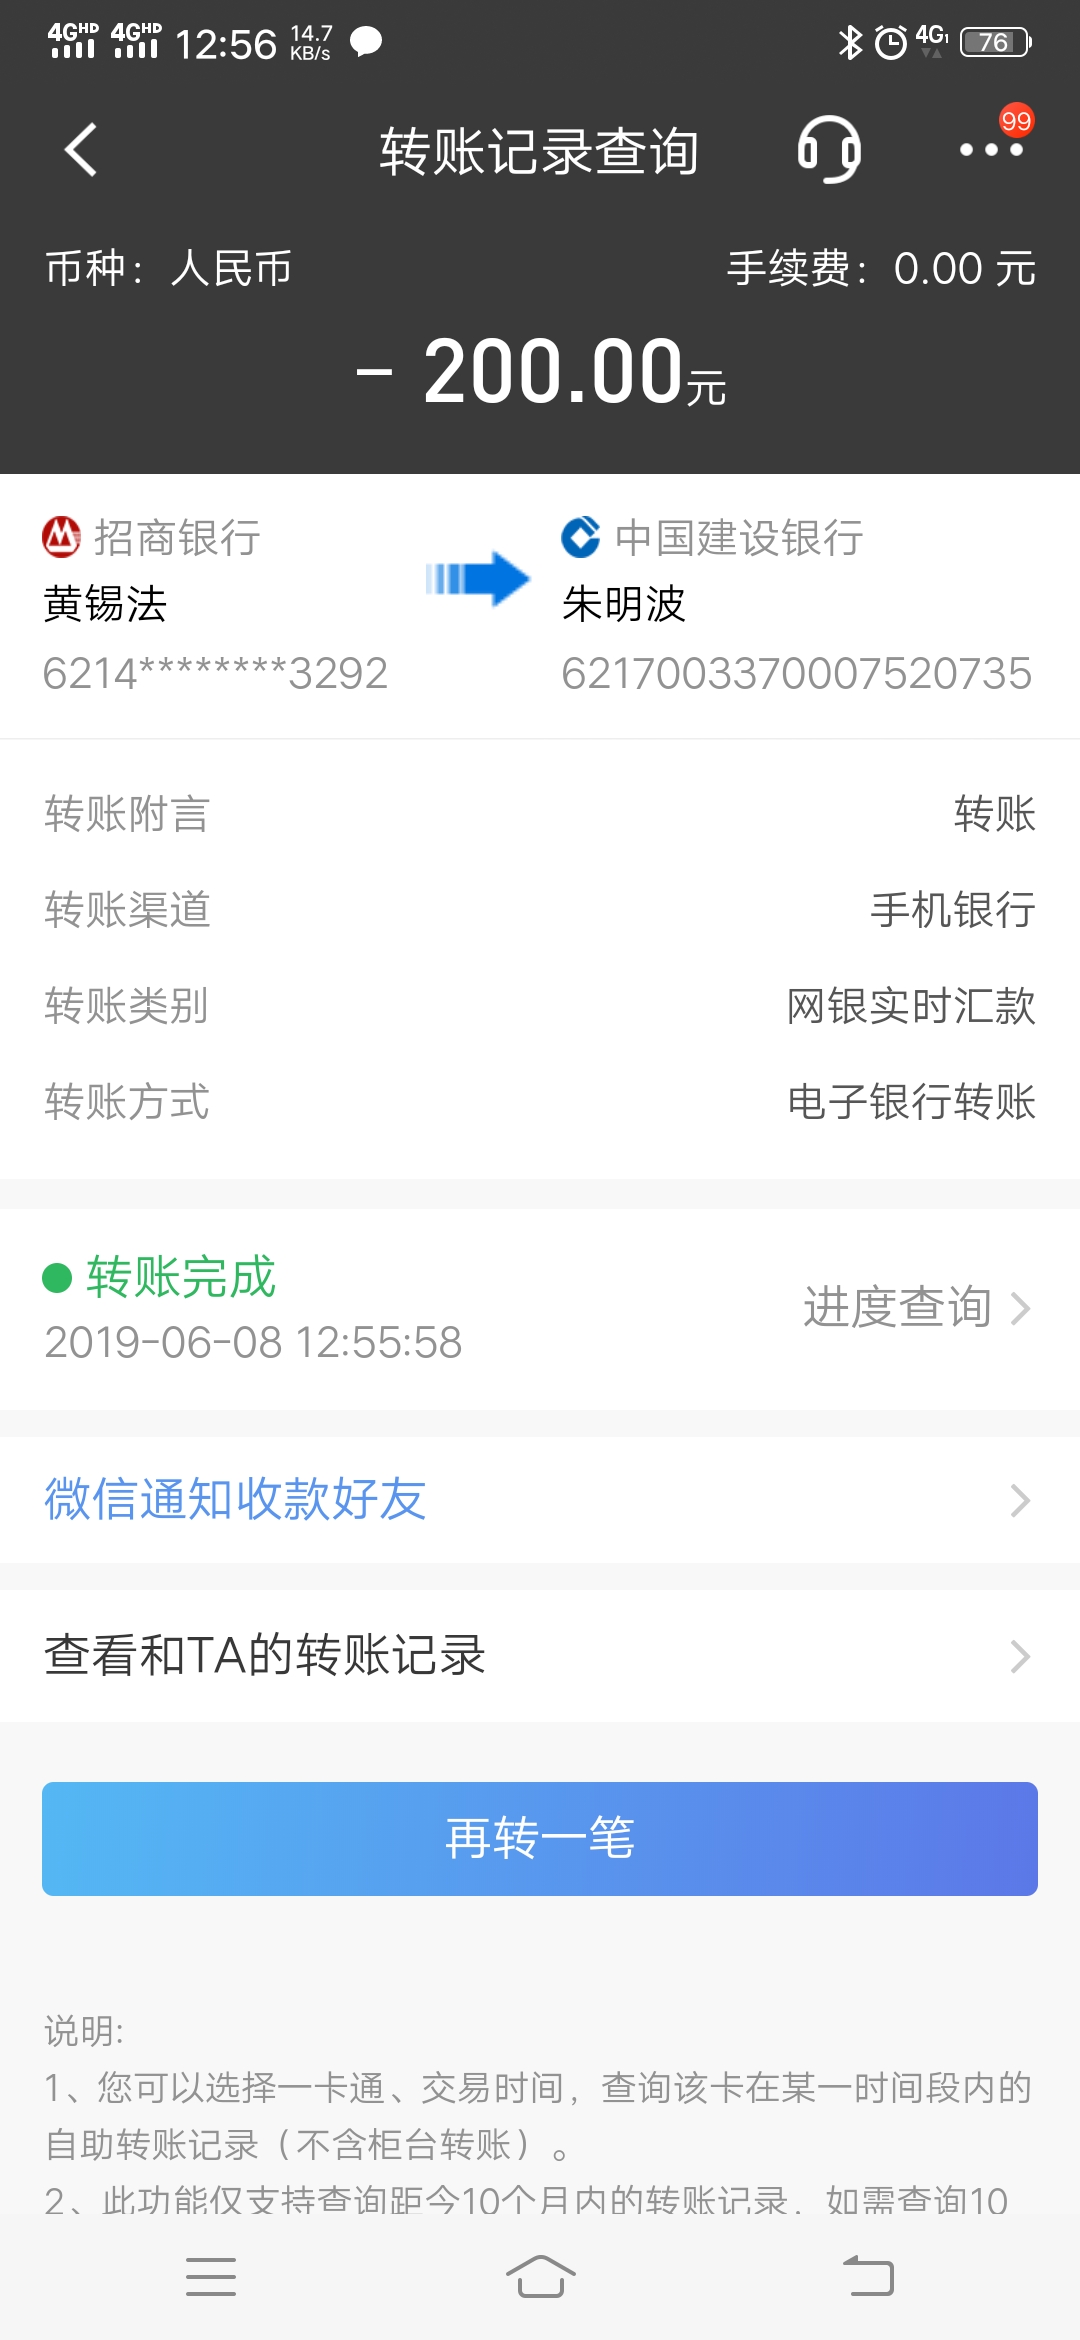 4GHD 4GHD 12:56 14.7 KB/s 4G1 76
转账记录查询 99
币种：人民币 手续费：0.00 元
- 200.00元
招商银行 中国建设银行
黄锡法 朱明波
6214********3292 6217003370007520735
转账附言 转账
转账渠道 手机银行
转账类别 网银实时汇款
转账方式 电子银行转账
转账完成
2019-06-08 12:55:58
进度查询
微信通知收款好友
查看和TA的转账记录
再转一笔
说明:
1、您可以选择一卡通、交易时间，查询该卡在某一时间段内的
自助转账记录（不含柜台转账）。
2、此功能仅支持查询距今10个月内的转账记录，如需查询10